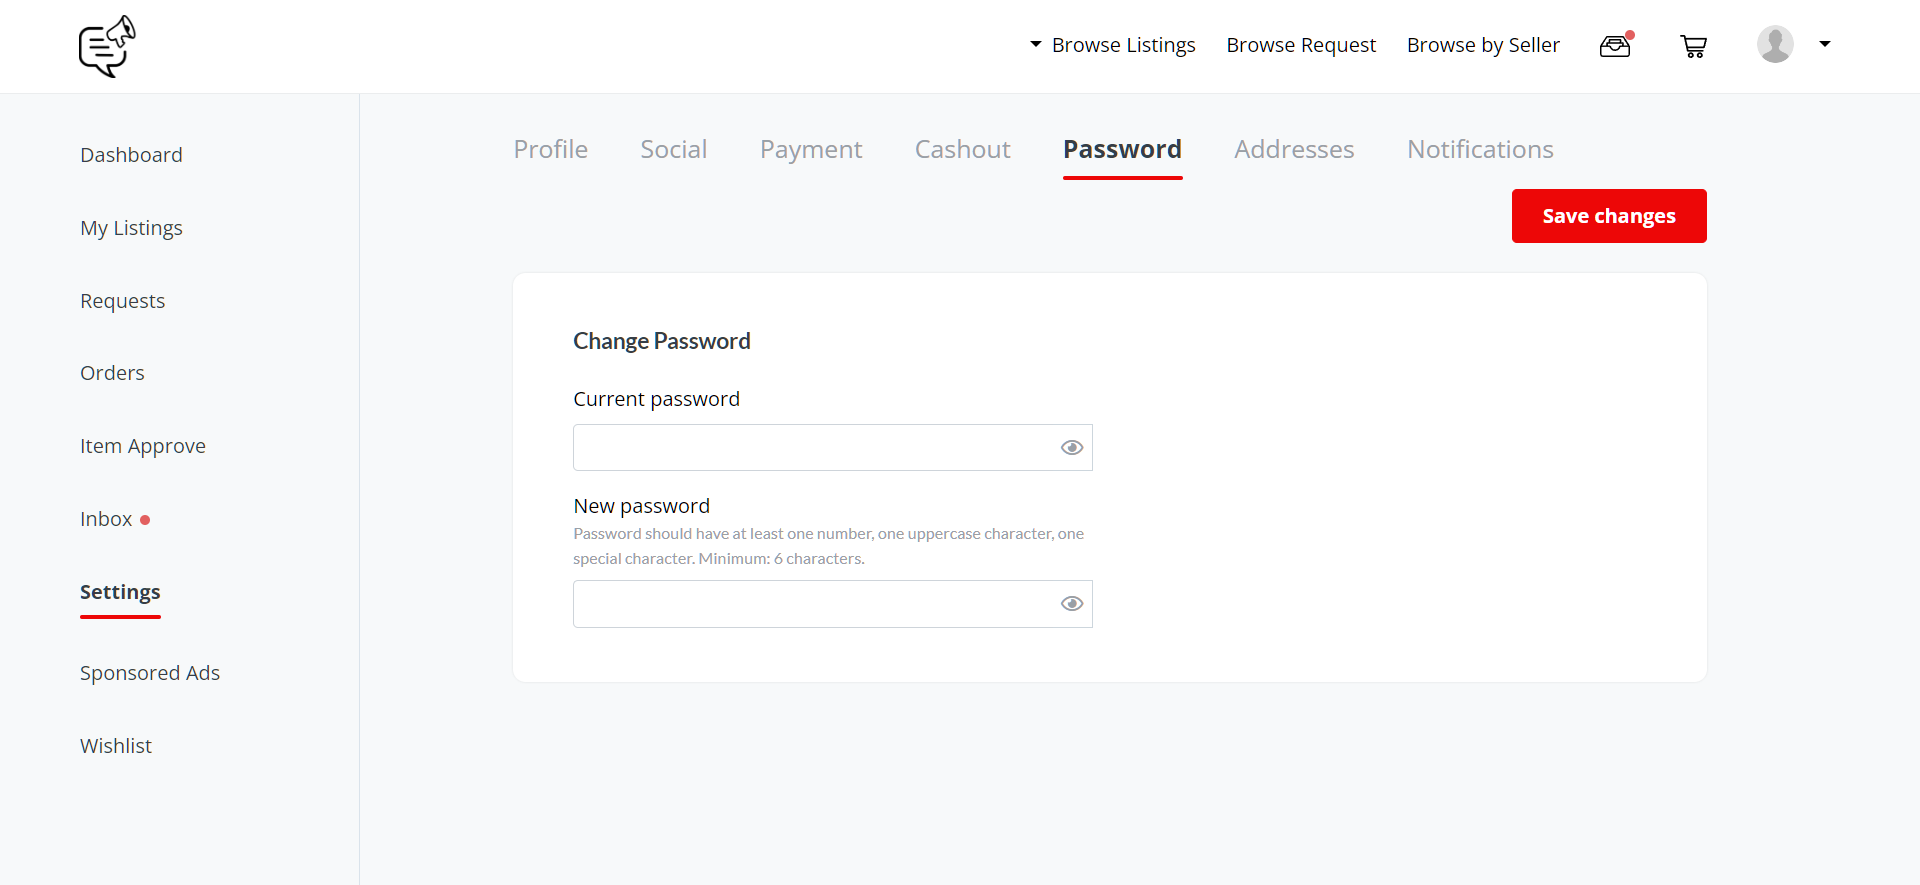 Browse Listings Browse Request Browse by Seller
Dashboard
My Listings
Requests
Orders
Item Approve
Inbox
Settings
Sponsored Ads
Wishlist
Profile Social Payment Cashout Password Addresses Notifications
Save changes
Change Password
Current password
New password
Password should have at least one number, one uppercase character, one
special character. Minimum: 6 characters.